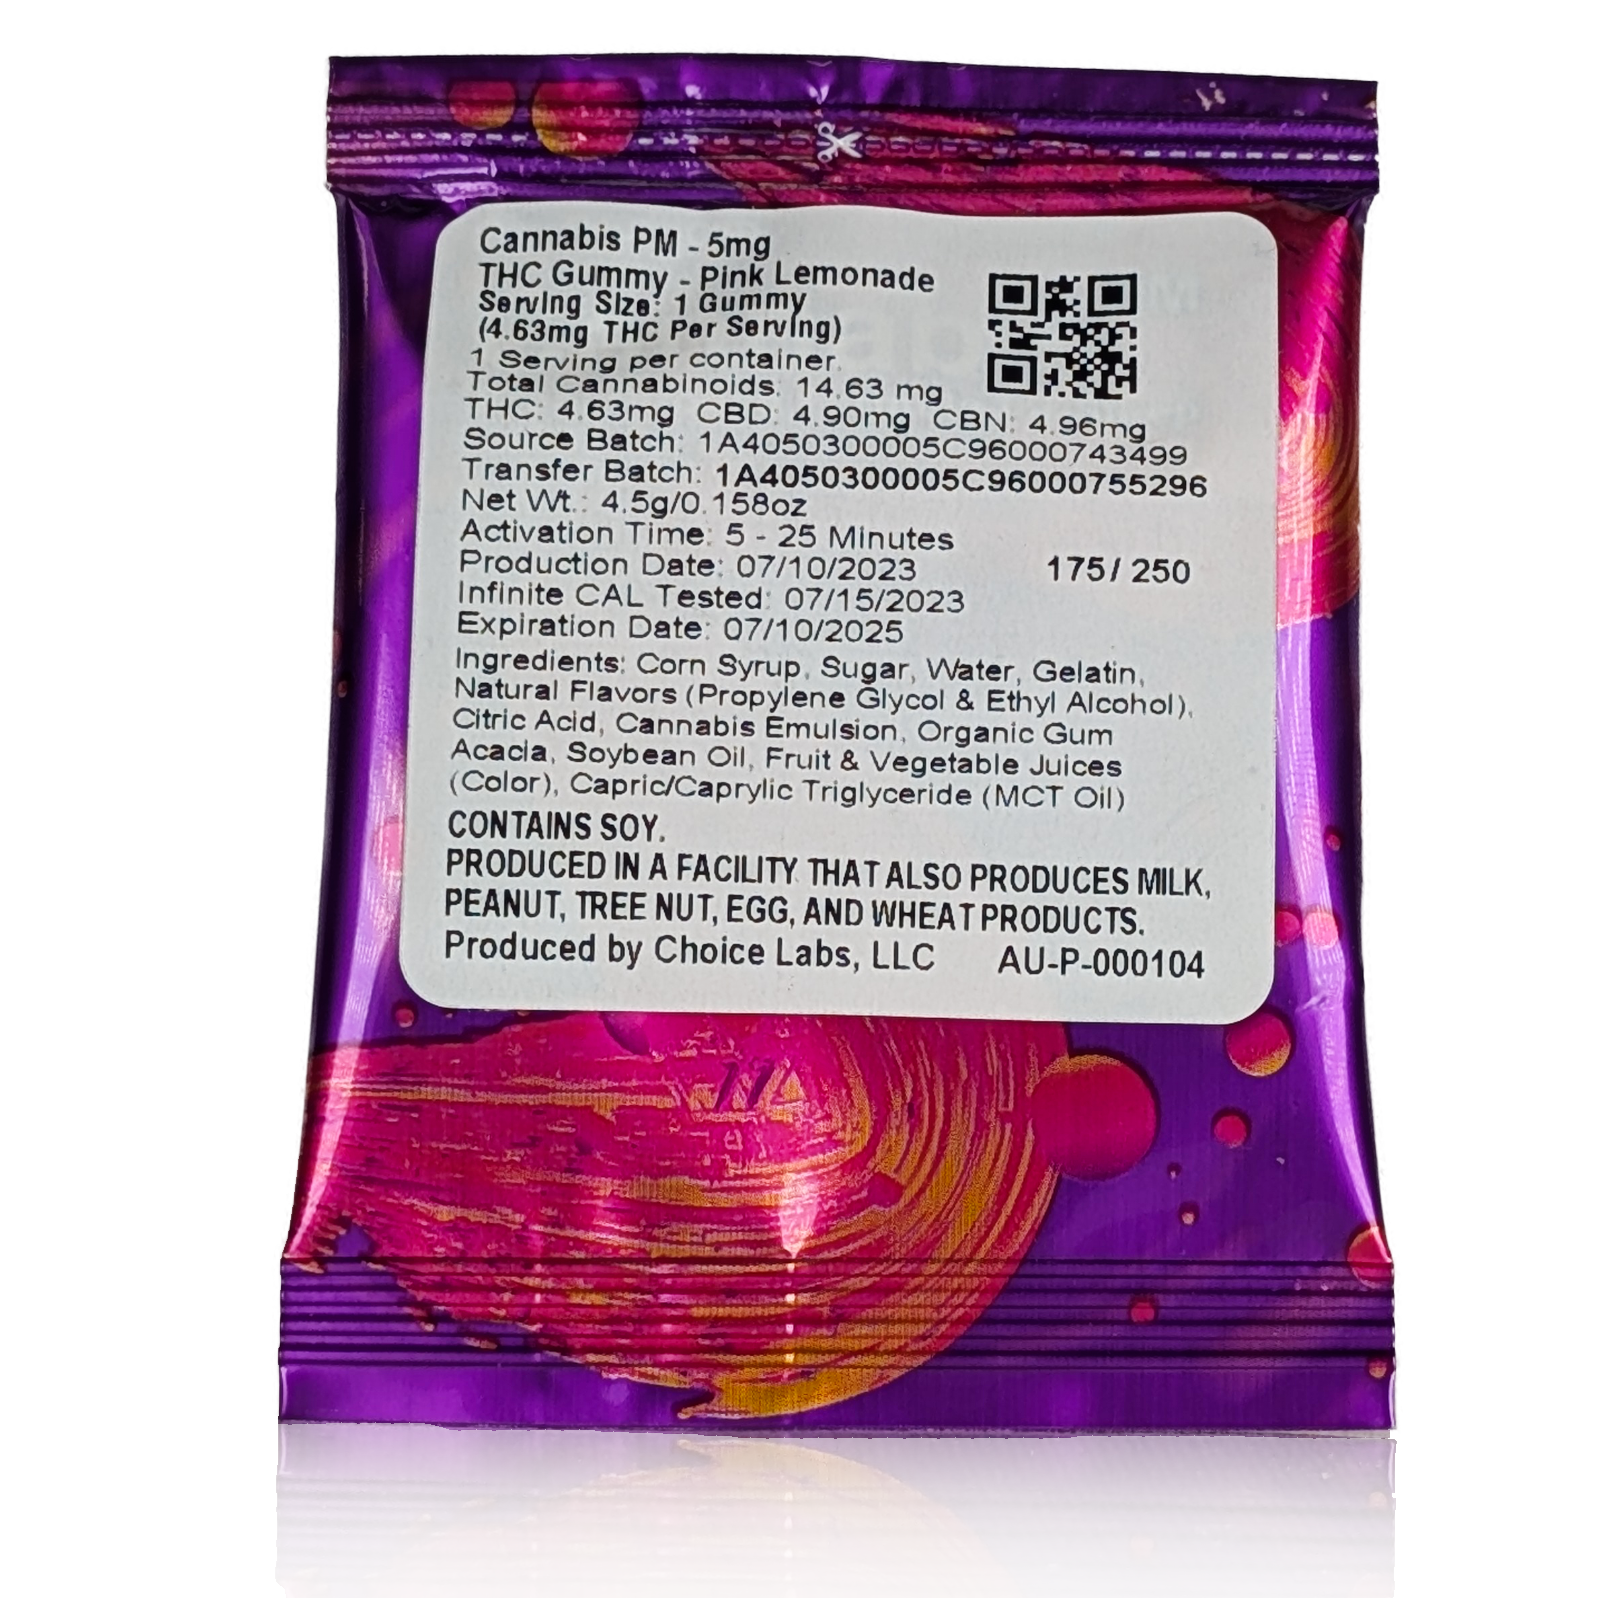 Cannabis PM - 5mg
THC Gummy - Pink Lemonade
Serving Size: 1 Gummy
(4.63mg THC Per Serving)
1 Serving per container.
Total Cannabinoids: 14.63 mg
THC: 4.63mg CBD: 4.90mg CBN: 4.96mg
Source Batch: 1A4050300005C96000743499
Transfer Batch: 1A4050300005C96000755296
Net Wt.: 4.5g/0.158oz
Activation Time: 5 - 25 Minutes
Production Date: 07/10/2023 175/ 250
Infinite CAL Tested: 07/15/2023
Expiration Date: 07/10/2025
Ingredients: Corn Syrup, Sugar, Water, Gelatin,
Natural Flavors (Propylene Glycol & Ethyl Alcohol),
Citric Acid, Cannabis Emulsion, Organic Gum
Acacia, Soybean Oil, Fruit & Vegetable Juices
(Color), Capric/Caprylic Triglyceride (MCT Oil)
CONTAINS SOY.
PRODUCED IN A FACILITY THAT ALSO PRODUCES MILK,
PEANUT, TREE NUT, EGG, AND WHEAT PRODUCTS.
Produced by Choice Labs, LLC AU-P-000104